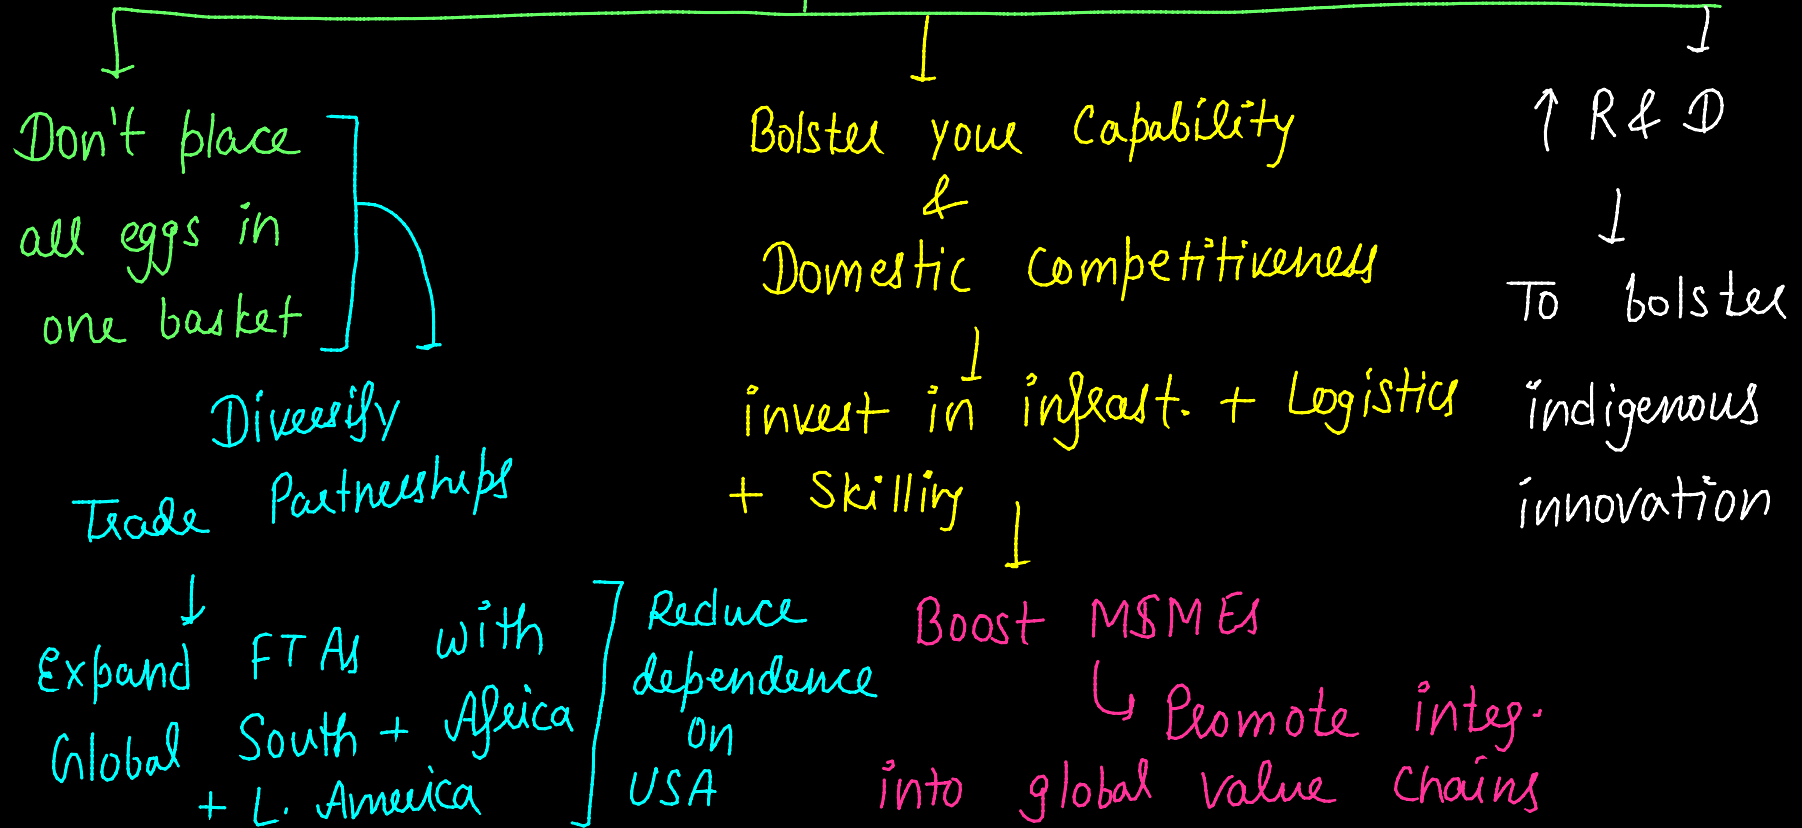 Don't place
all eggs in
one basket
Diversify
Trade Partnerships
Expand FTAs with
Global South + Africa
+ L. America
Reduce
dependence
on
USA
Bolster your Capability
&
Domestic Competitiveness
invest in infrast. + Logistics
+ Skilling
Boost MSMEs
Promote integ.
into global value chains
↑ R & D
To bolster
indigenous
innovation